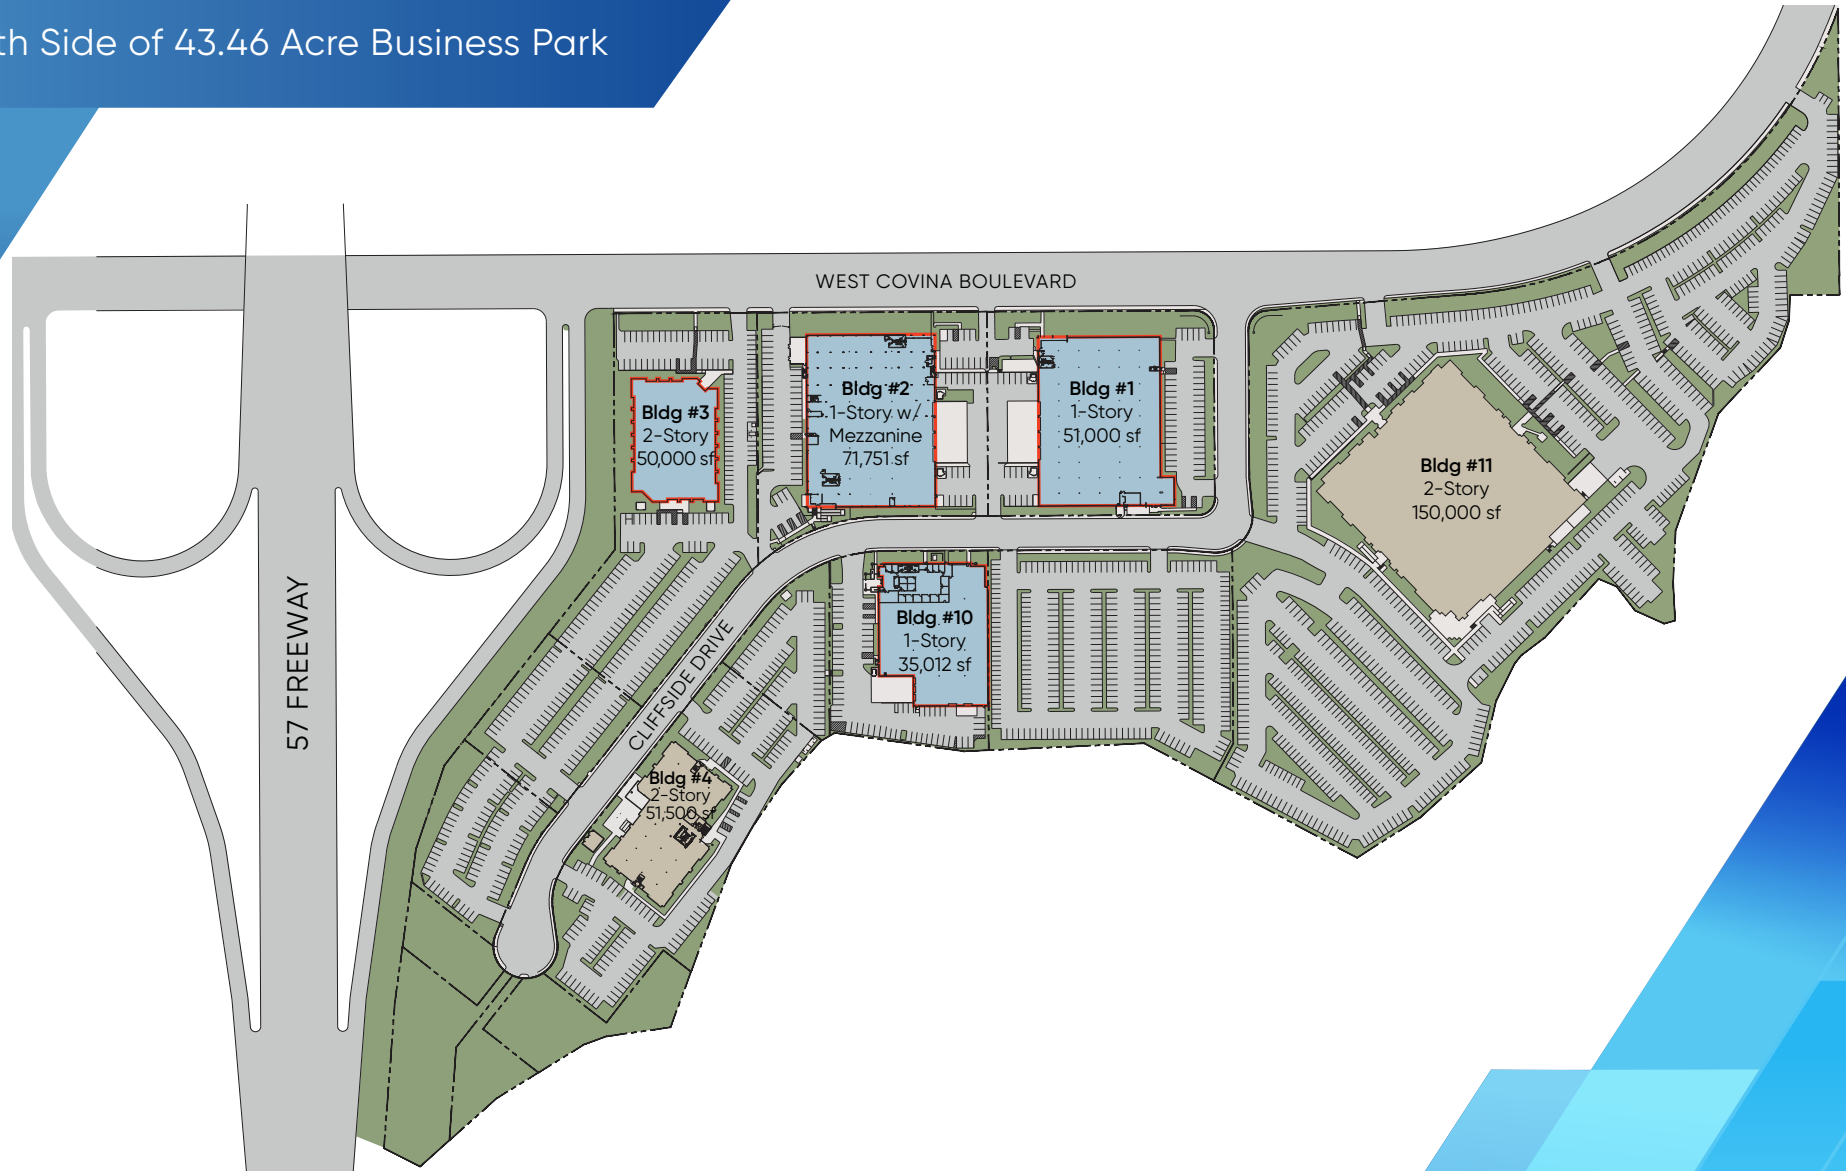 th Side of 43.46 Acre Business Park
WEST COVINA BOULEVARD
Bldg #3
2-Story
50,000 sf
Bldg #2
1-Story w/
Mezzanine
71,751 sf
Bldg #1
1-Story
51,000 sf
Bldg #11
2-Story
150,000 sf
57 FREEWAY
CLIFFSIDE DRIVE
Bldg #10
1-Story
35,012 sf
Bldg #4
2-Story
51,500 sf